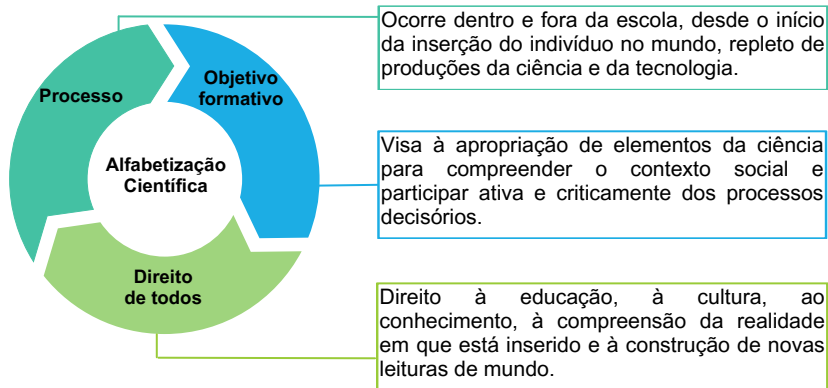 Processo
Objetivo
formativo
Alfabetização
Científica
Direito
de todos
Ocorre dentro e fora da escola, desde o início
da inserção do indivíduo no mundo, repleto de
produções da ciência e da tecnologia.
Visa à apropriação de elementos da ciência
para compreender o contexto social e
participar ativa e criticamente dos processos
decisórios.
Direito à educação, à cultura, ao
conhecimento, à compreensão da realidade
em que está inserido e à construção de novas
leituras de mundo.